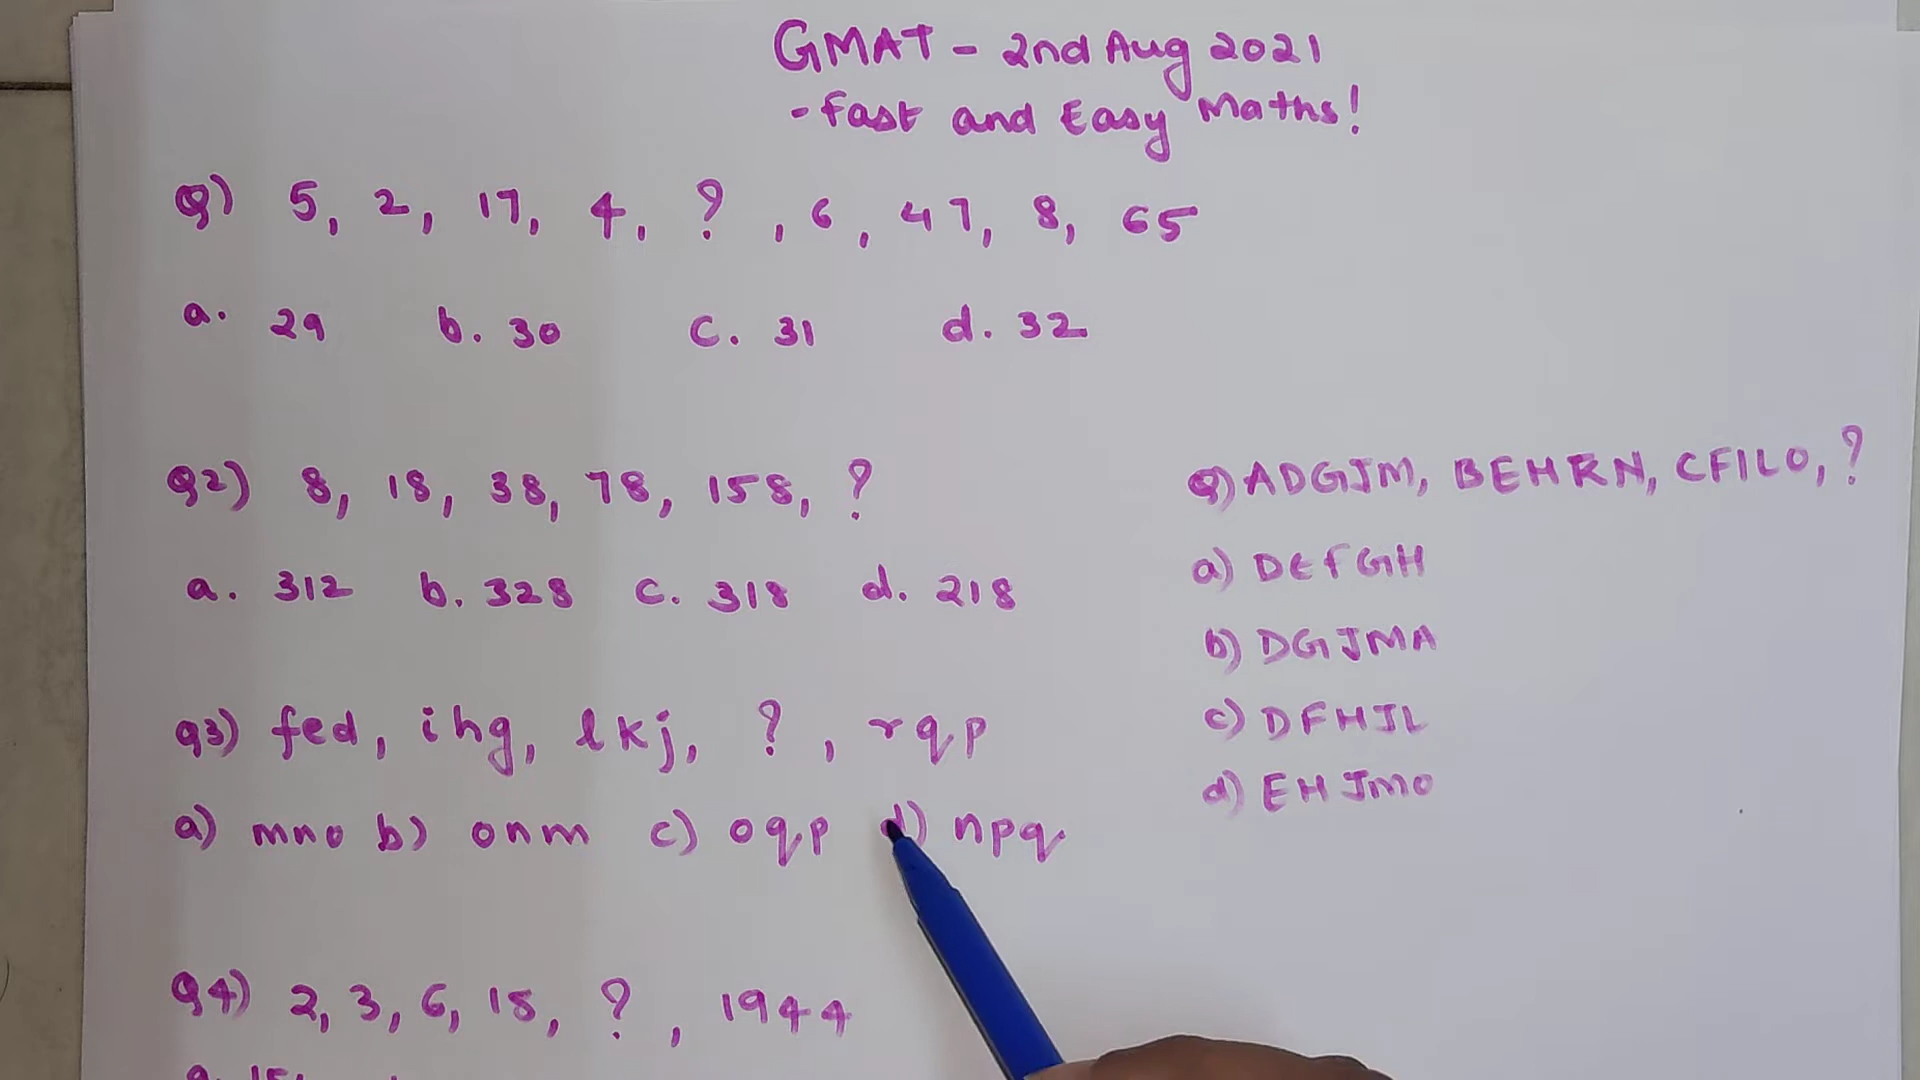 GMAT - 2nd Aug 2021
- Fast and Easy Maths!
Q) 5, 2, 17, 4, ?, 6, 47, 8, 65
a. 29 b. 30 c. 31 d. 32
Q2) 8, 18, 38, 78, 158, ?
a. 312 b. 328 c. 318 d. 218
Q3) fed, ihg, lkj, ?, rqp
a) mno b) onm c) oqp d) npq
Q4) 2, 3, 6, 18, ?, 1944
Q) ADGJM, BEHKN, CFILO, ?
a) DEFGH
b) DGJMA
c) DFHJL
d) EHJMO